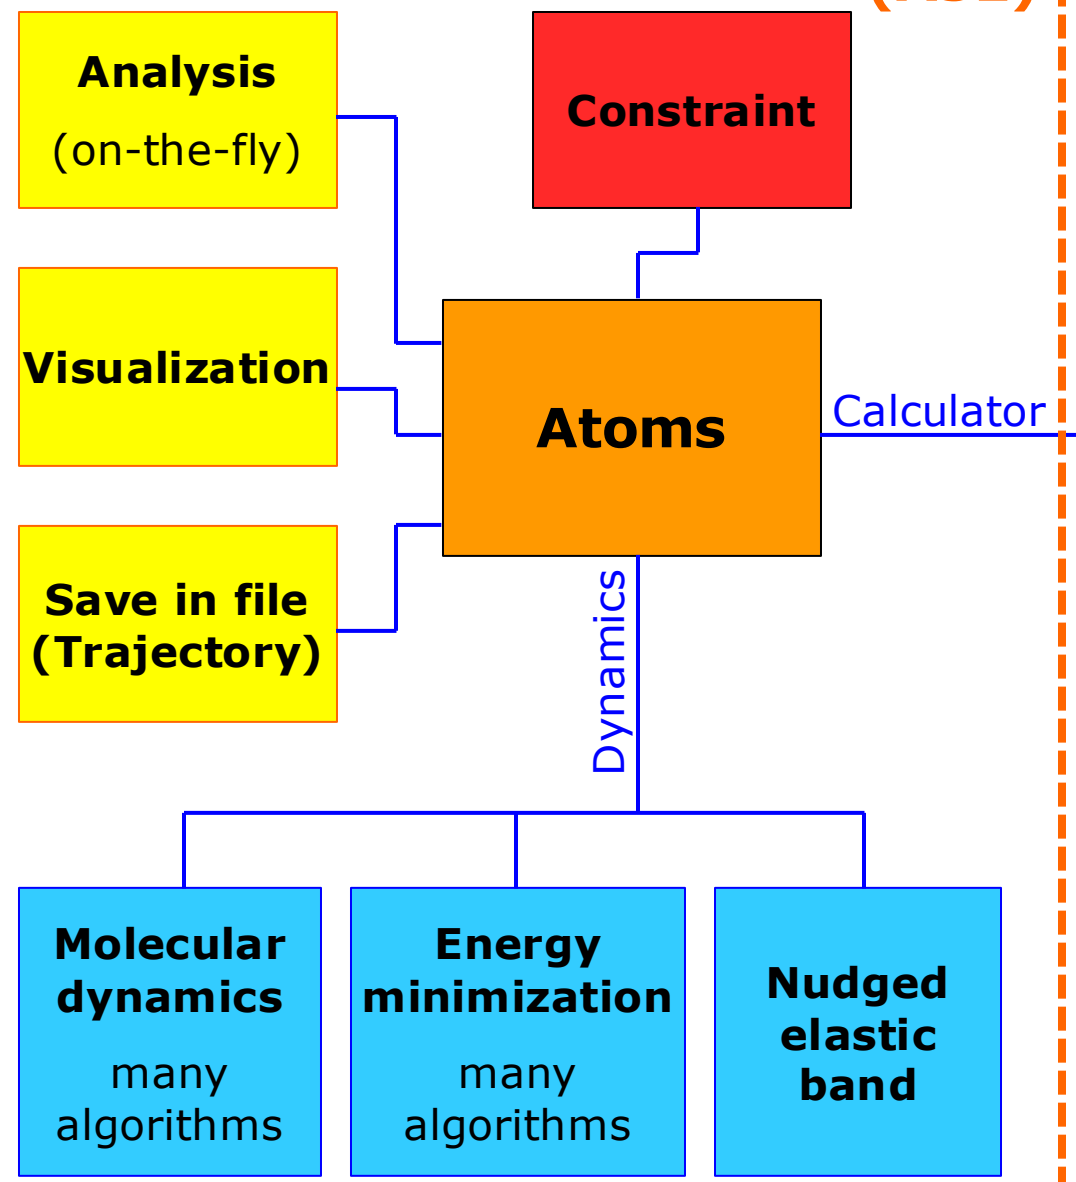 Analysis
(on-the-fly)
Constraint
Visualization
Atoms
Calculator
Save in file
(Trajectory)
Dynamics
Molecular
dynamics
many
algorithms
Energy
minimization
many
algorithms
Nudged
elastic
band